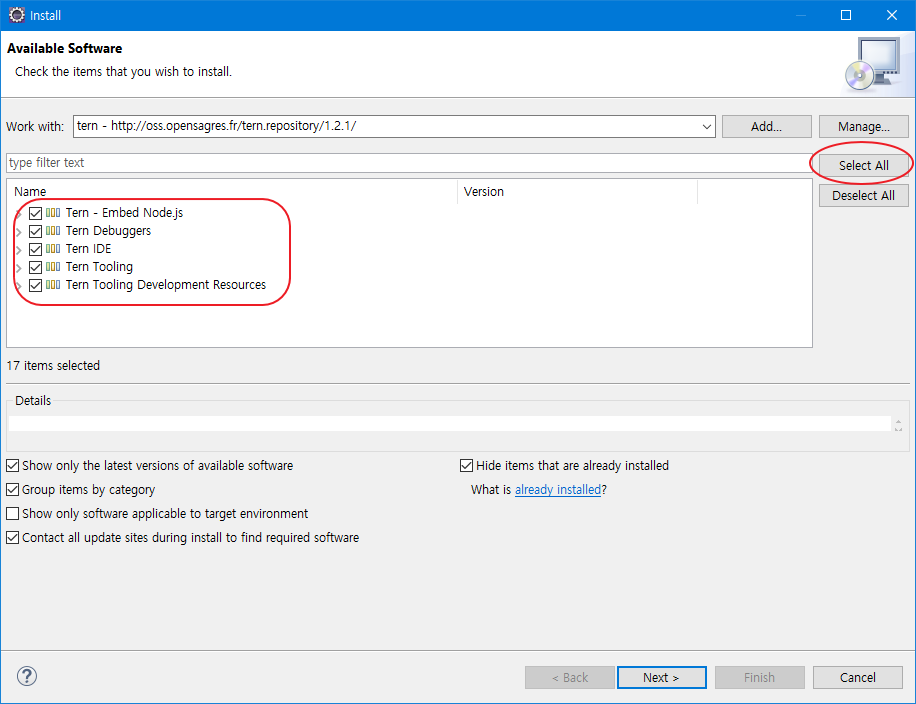 Install
Available Software
Check the items that you wish to install.
Work with: tern - http://oss.opensagres.fr/tern.repository/1.2.1/ Add... Manage...
type filter text Select All
Name Version Deselect All
Tern - Embed Node.js
Tern Debuggers
Tern IDE
Tern Tooling
Tern Tooling Development Resources
17 items selected
Details
Show only the latest versions of available software Hide items that are already installed
Group items by category What is already installed?
Show only software applicable to target environment
Contact all update sites during install to find required software
? < Back Next > Finish Cancel